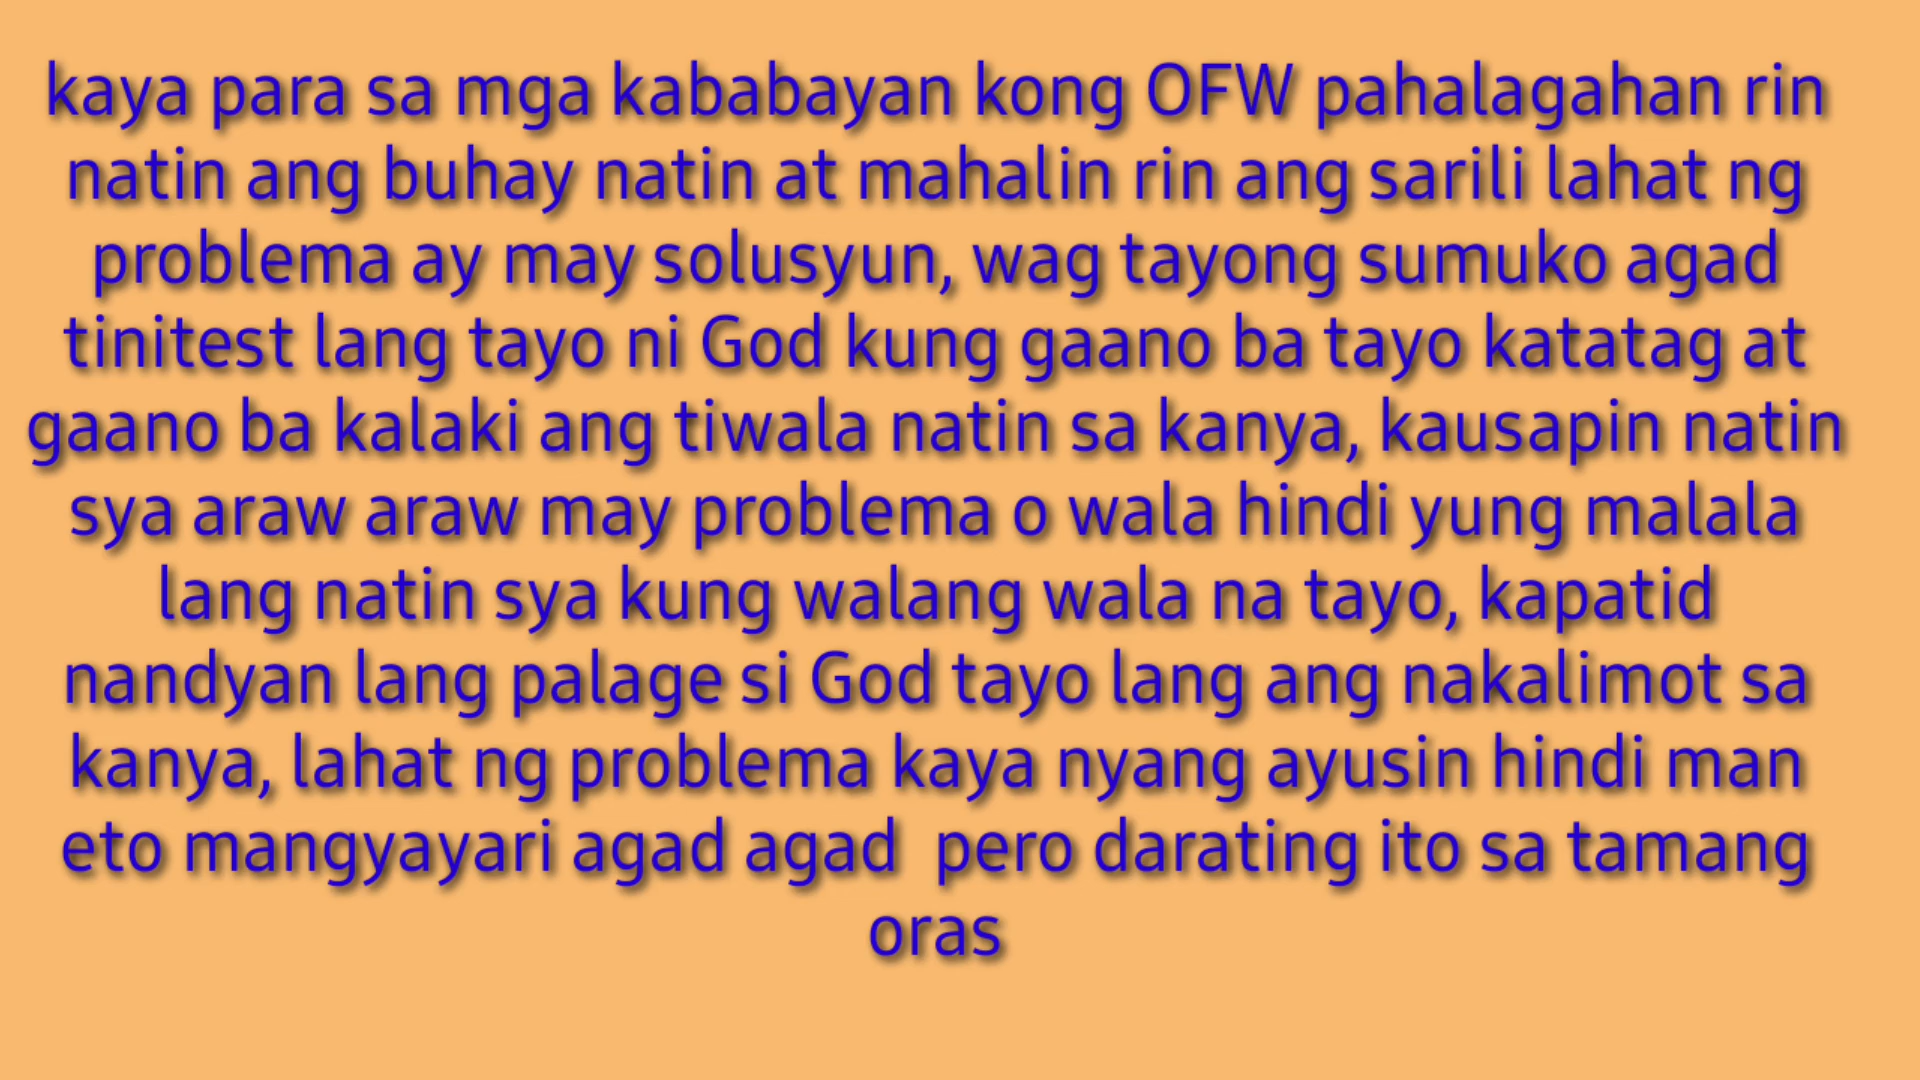 kaya para sa mga kababayan kong OFW pahalagahan rin
natin ang buhay natin at mahalin rin ang sarili lahat ng
problema ay may solusyun, wag tayong sumuko agad
tinitest lang tayo ni God kung gaano ba tayo katatag at
gaano ba kalaki ang tiwala natin sa kanya, kausapin natin
sya araw araw may problema o wala hindi yung malala
lang natin sya kung walang wala na tayo, kapatid
nandyan lang palage si God tayo lang ang nakalimot sa
kanya, lahat ng problema kaya nyang ayusin hindi man
eto mangyayari agad agad  pero darating ito sa tamang
oras